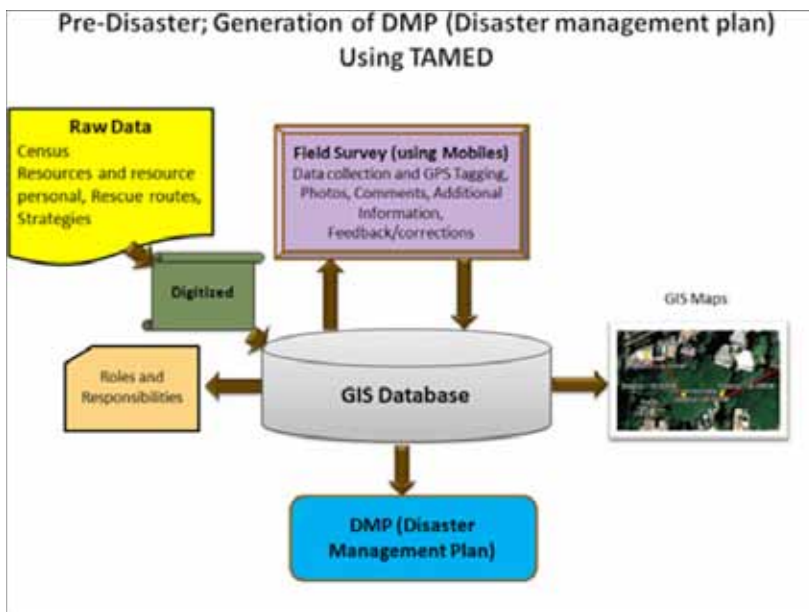 Pre-Disaster; Generation of DMP (Disaster management plan)
Using TAMED
Raw Data
Census
Resources and resource
personal, Rescue routes,
Strategies
Field Survey (using Mobiles)
Data collection and GPS Tagging,
Photos, Comments, Additional
Information,
Feedback/corrections
Digitized
GIS Maps
Roles and
Responsibilities
GIS Database
DMP (Disaster
Management Plan)